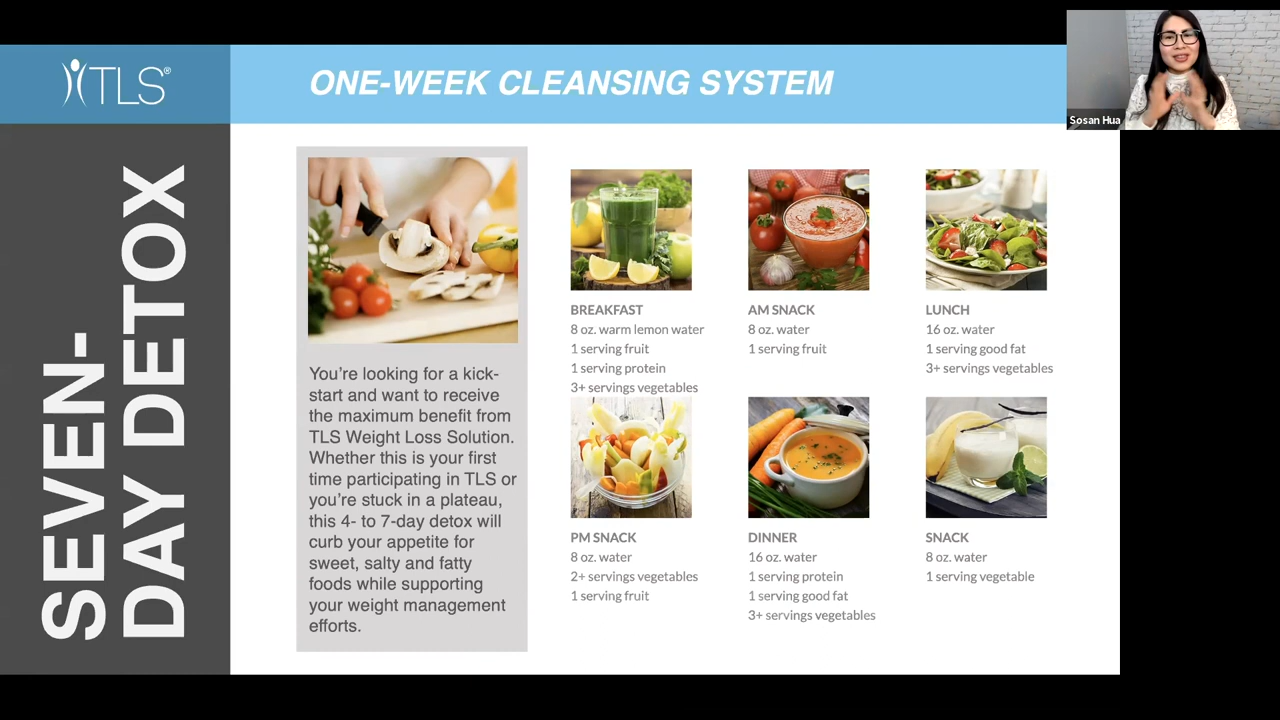 TLS®
ONE-WEEK CLEANSING SYSTEM
Sosan Hua
SEVEN-
DAY DETOX
You're looking for a kick-
start and want to receive
the maximum benefit from
TLS Weight Loss Solution.
Whether this is your first
time participating in TLS or
you're stuck in a plateau,
this 4- to 7-day detox will
curb your appetite for
sweet, salty and fatty
foods while supporting
your weight management
efforts.
BREAKFAST
8 oz. warm lemon water
1 serving fruit
1 serving protein
3+ servings vegetables
AM SNACK
8 oz. water
1 serving fruit
LUNCH
16 oz. water
1 serving good fat
3+ servings vegetables
PM SNACK
8 oz. water
2+ servings vegetables
1 serving fruit
DINNER
16 oz. water
1 serving protein
1 serving good fat
3+ servings vegetables
SNACK
8 oz. water
1 serving vegetable